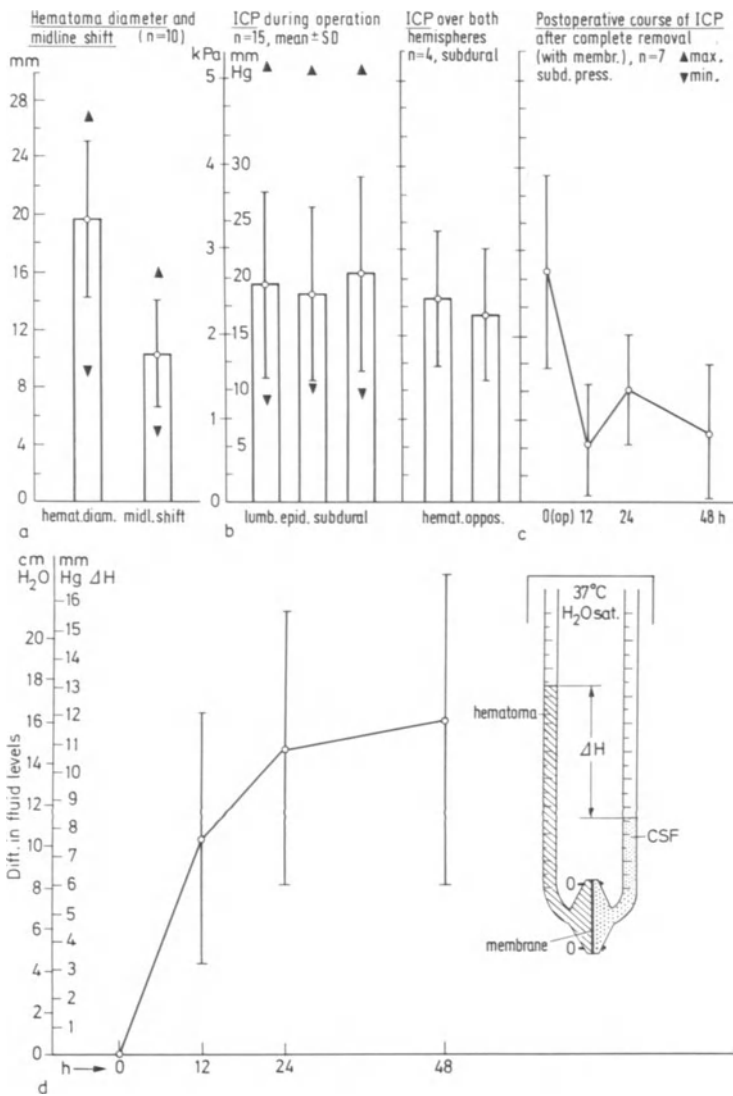 Hematoma diameter and
midline shift (n=10)
mm
28
24
20
16
12
8
4
0
hemat.diam. midl.shift
a
ICP during operation
n=15, mean ± SD
kPa mm
Hg
5
4
3
2
1
0
30
25
20
15
10
5
lumb. epid. subdural
b
ICP over both
hemispheres
n=4, subdural
hemat.oppos.
Postoperative course of ICP
after complete removal
(with membr.), n=7 ▲max.
subd. press. ▼min.
0(op) 12 24 48 h
c
cm mm
H₂O Hg ΔH
20
18
16
14
12
10
8
6
4
2
0
16
15
14
13
12
11
10
9
8
7
6
5
4
3
2
1
Dift. in fluid levels
h → 0 12 24 48
d
37°C
H₂O sat.
hematoma
ΔH
CSF
0
membrane
0